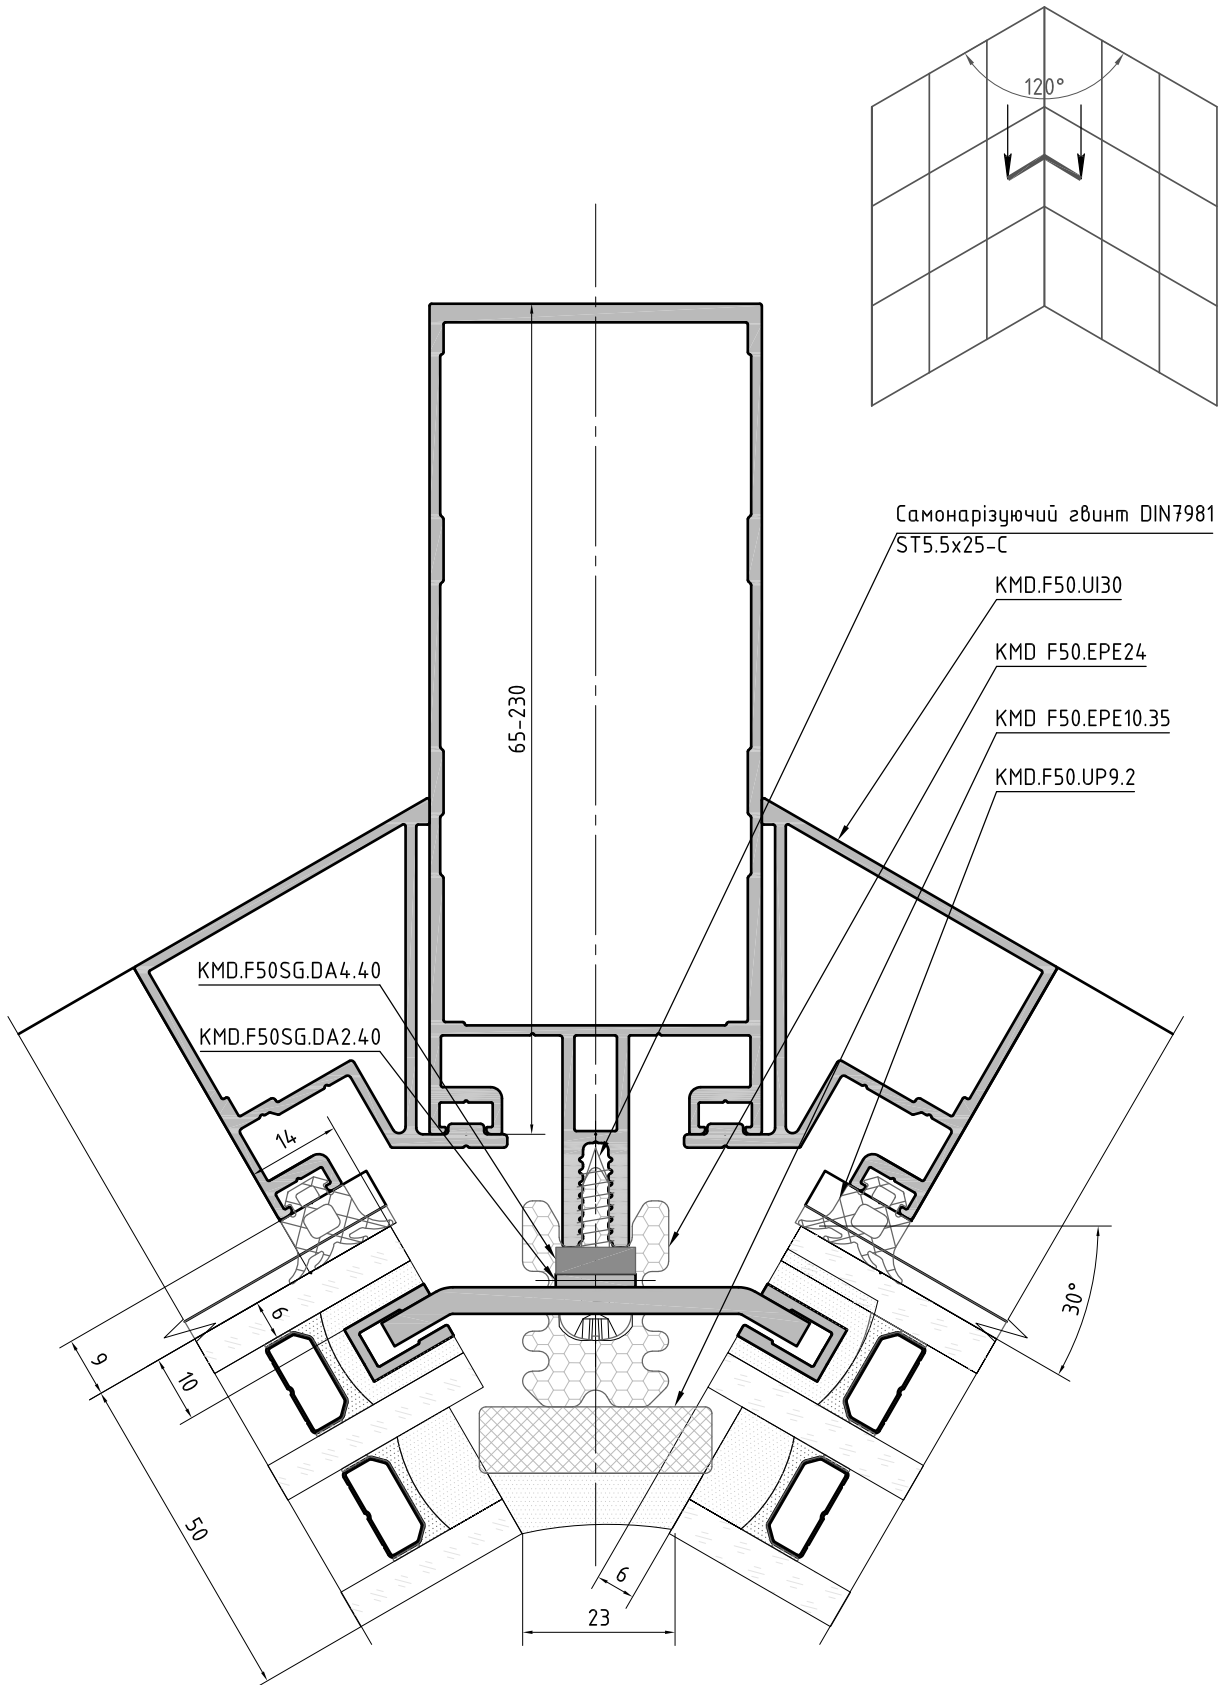 120°
Самонарізуючий гвинт DIN7981
ST5.5x25-C
KMD.F50.UI30
KMD F50.EPE24
65-230
KMD F50.EPE10.35
KMD.F50.UP9.2
KMD.F50SG.DA4.40
KMD.F50SG.DA2.40
14
6
30°
9
10
50
6
23